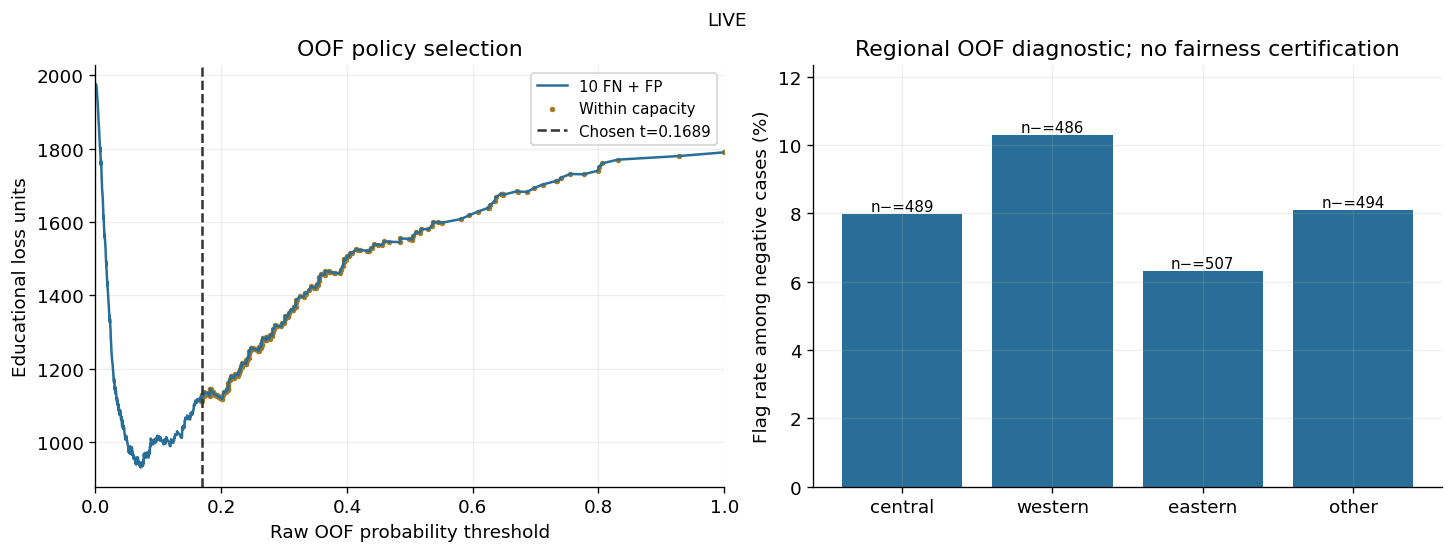 LIVE
OOF policy selection
2000
1800
1600
1400
1200
1000
Educational loss units
0.0 0.2 0.4 0.6 0.8 1.0
Raw OOF probability threshold
10 FN + FP
Within capacity
Chosen t=0.1689
Regional OOF diagnostic; no fairness certification
12
10
8
6
4
2
0
Flag rate among negative cases (%)
n−=489
n−=486
n−=507
n−=494
central western eastern other